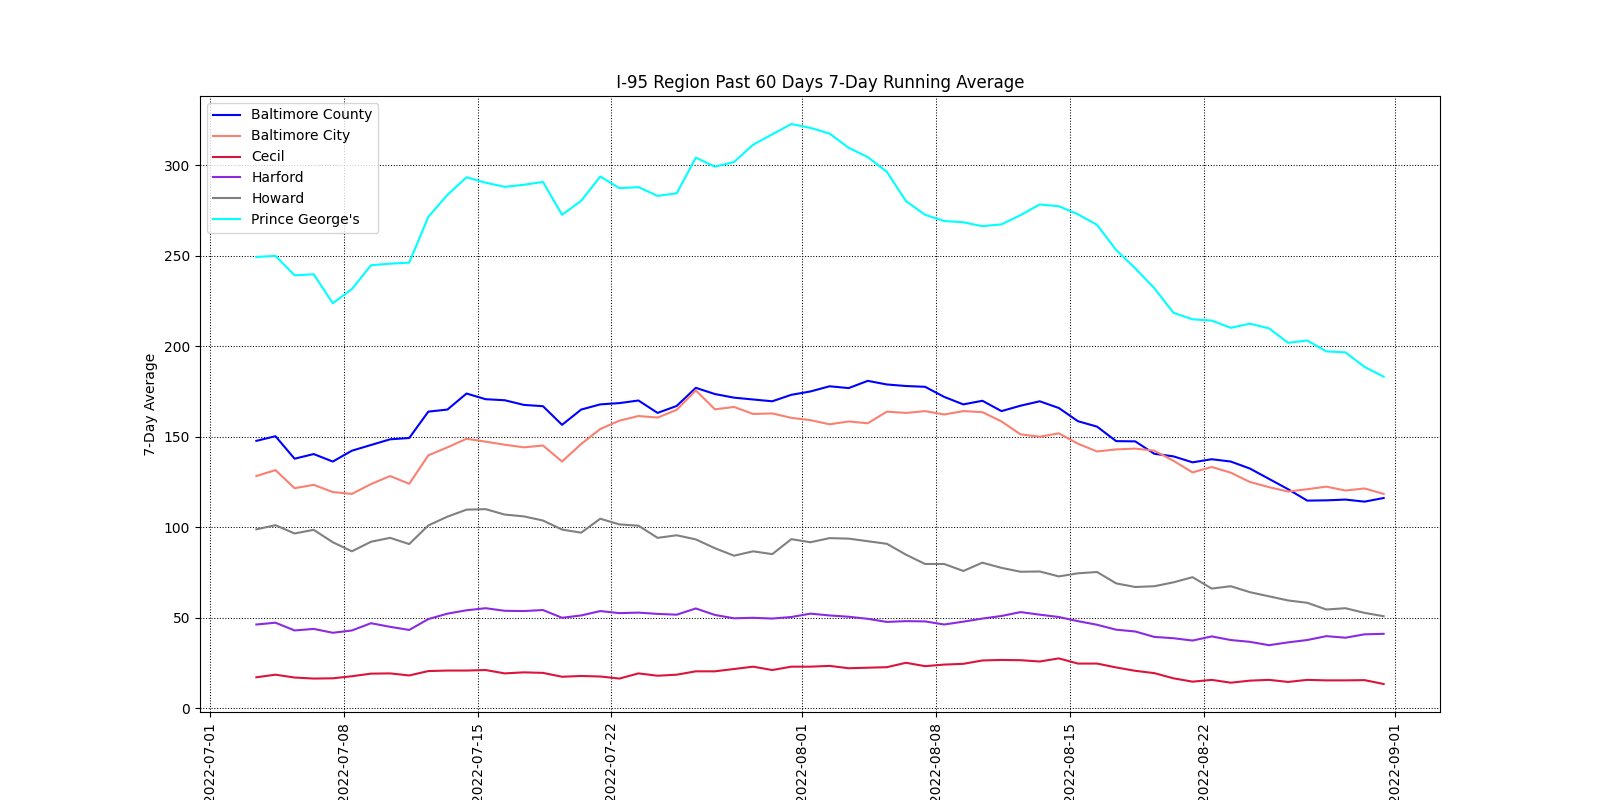 I-95 Region Past 60 Days 7-Day Running Average
Baltimore County
Baltimore City
Cecil
Harford
Howard
Prince George's
7-Day Average
300
250
200
150
100
50
0
2022-07-01
2022-07-08
2022-07-15
2022-07-22
2022-08-01
2022-08-08
2022-08-15
2022-08-22
2022-09-01